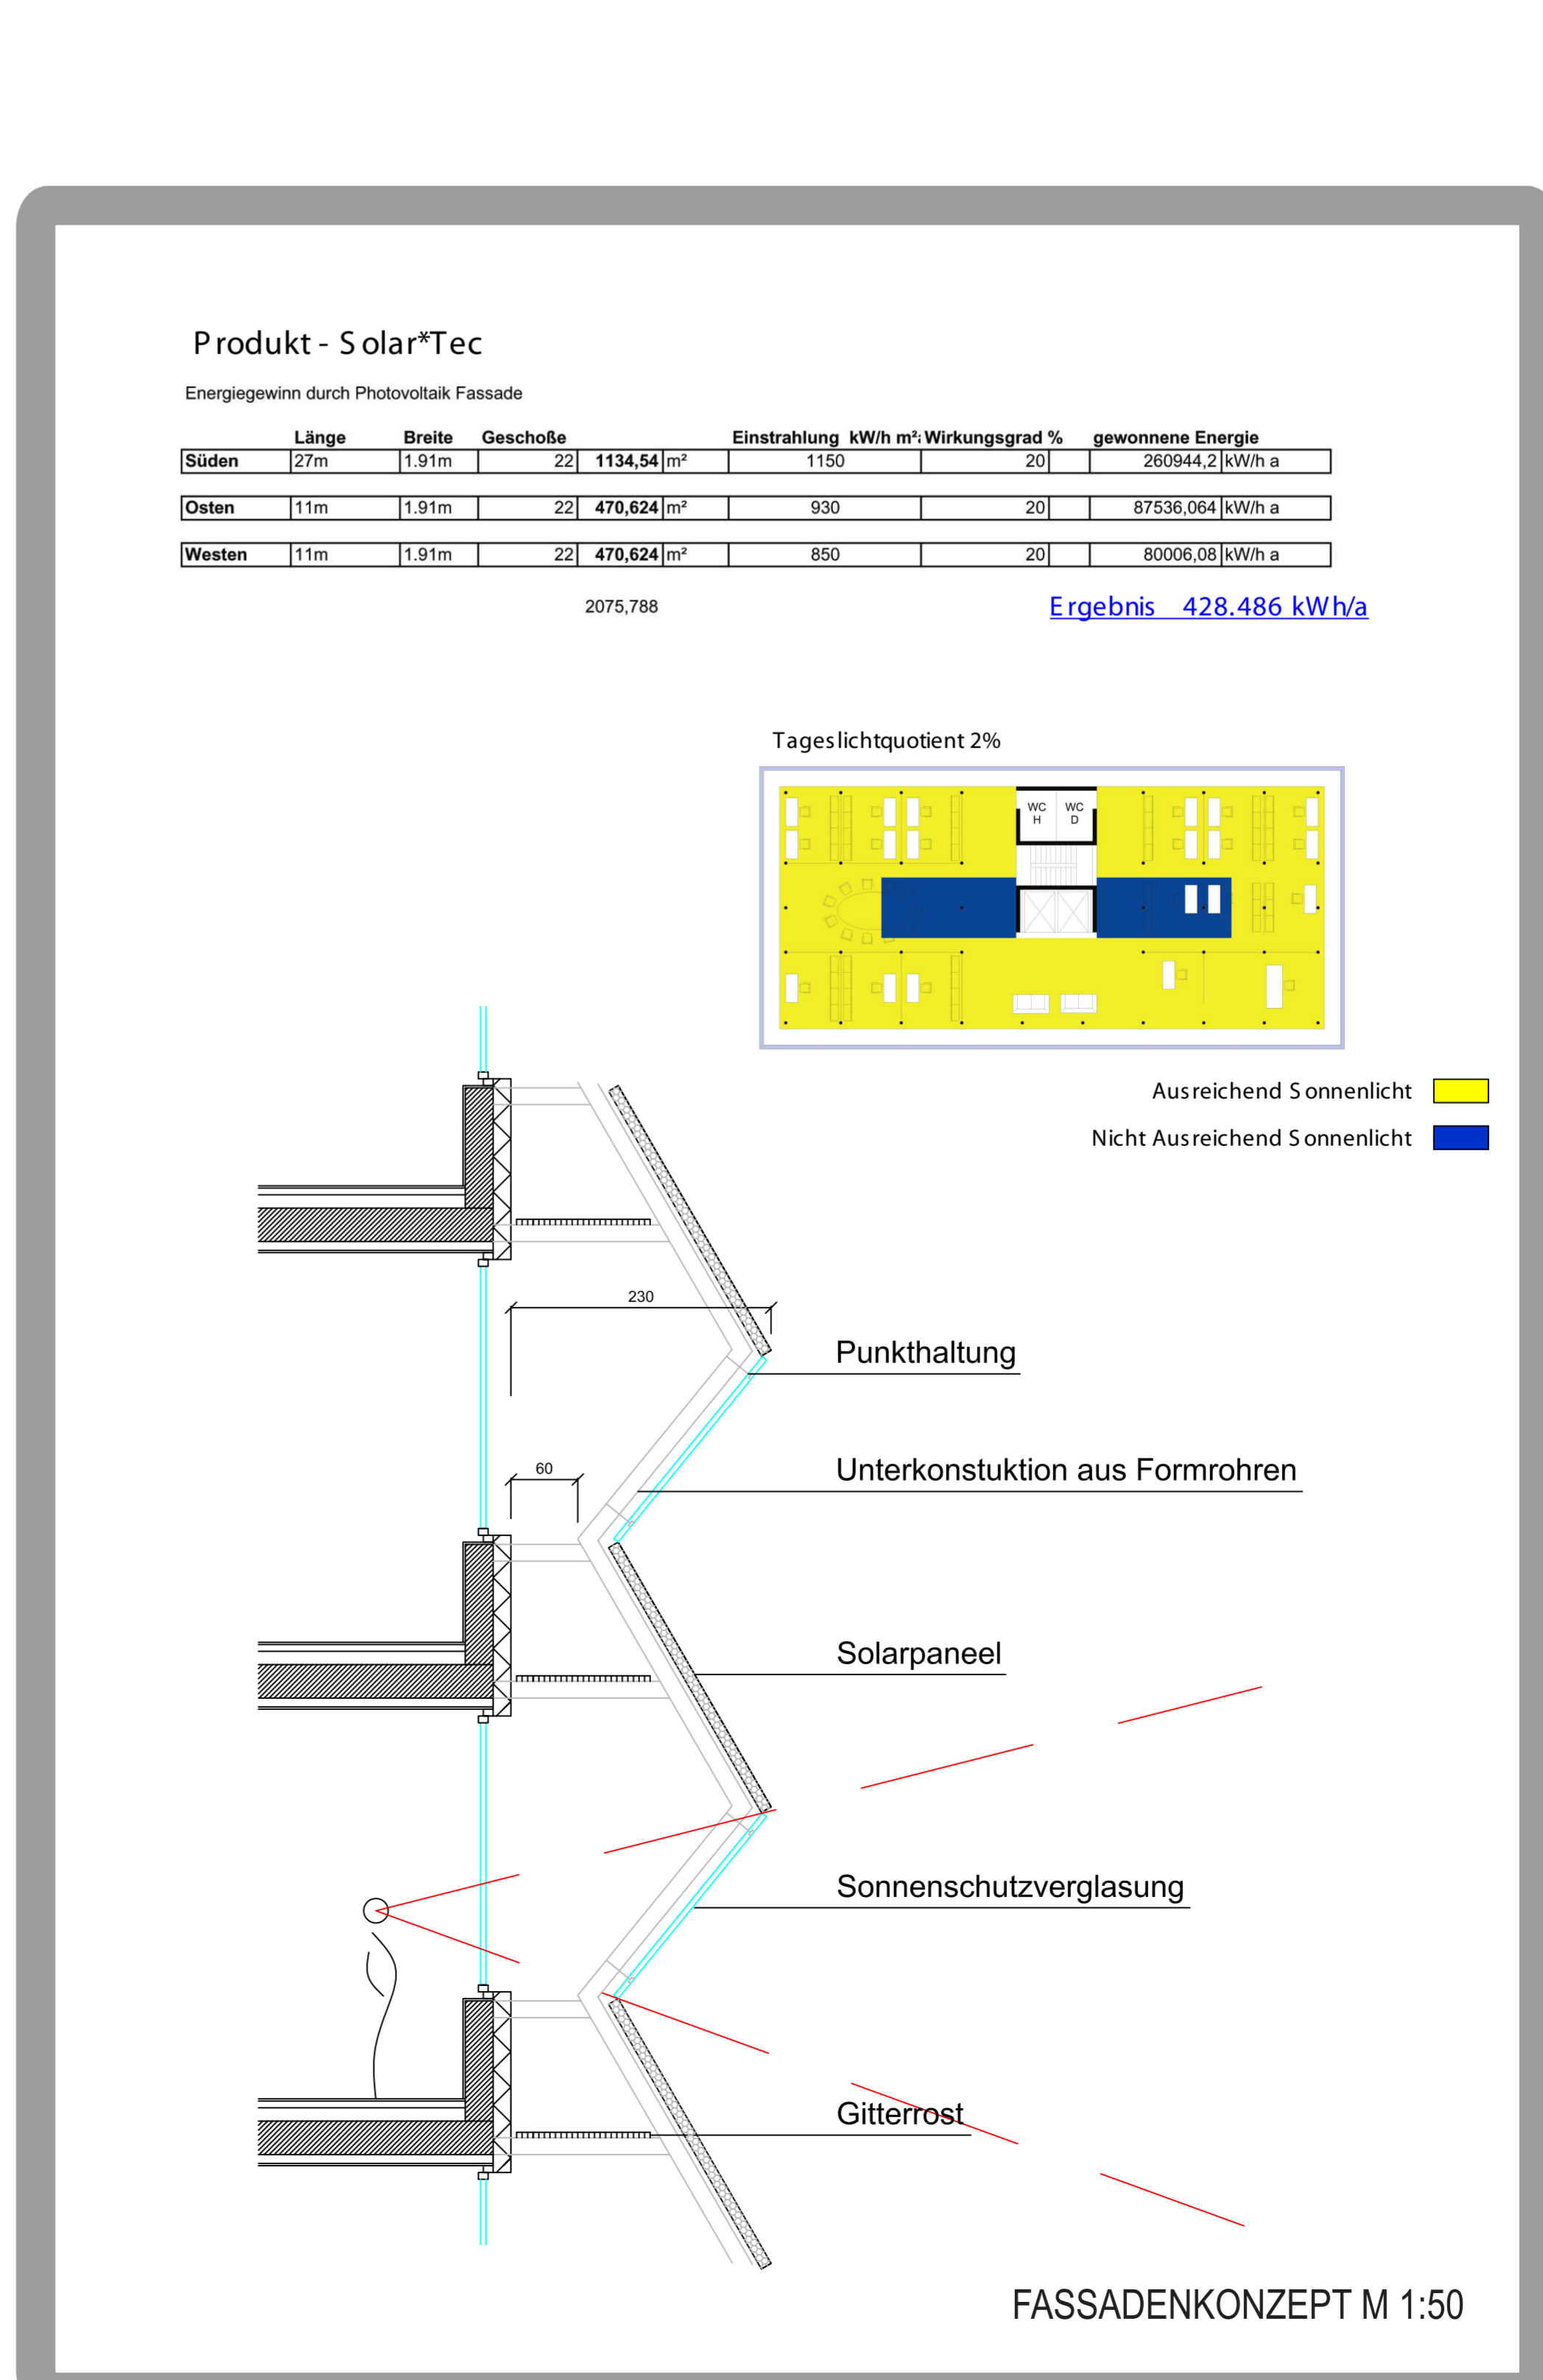 Produkt - Solar*Tec
Energiegewinn durch Photovoltaik Fassade
Länge Breite Geschoße Einstrahlung kW/h m² Wirkungsgrad % gewonnene Energie
Süden 27m 1.91m 22 1134,54 m² 1150 20 260944,2 kW/h a
Osten 11m 1.91m 22 470,624 m² 930 20 87536,064 kW/h a
Westen 11m 1.91m 22 470,624 m² 850 20 80006,08 kW/h a
2075,788 Ergebnis 428.486 kWh/a
Tageslichtquotient 2%
WC H
WC D
Ausreichend Sonnenlicht
Nicht Ausreichend Sonnenlicht
230
Punkthaltung
60
Unterkonstuktion aus Formrohren
Solarpaneel
Sonnenschutzverglasung
Gitterrost
FASSADENKONZEPT M 1:50